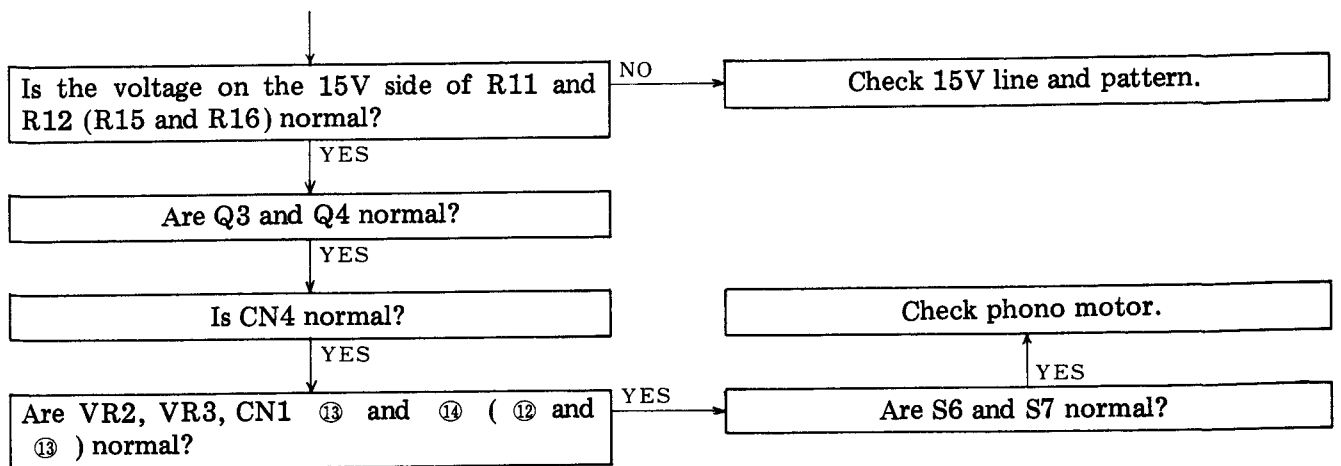 Is the voltage on the 15V side of R11 and
R12 (R15 and R16) normal?
NO
Check 15V line and pattern.
YES
Are Q3 and Q4 normal?
YES
Is CN4 normal?
Check phono motor.
YES
YES
Are VR2, VR3, CN1 ⑬ and ⑭ ( ⑫ and
⑬ ) normal?
YES
Are S6 and S7 normal?